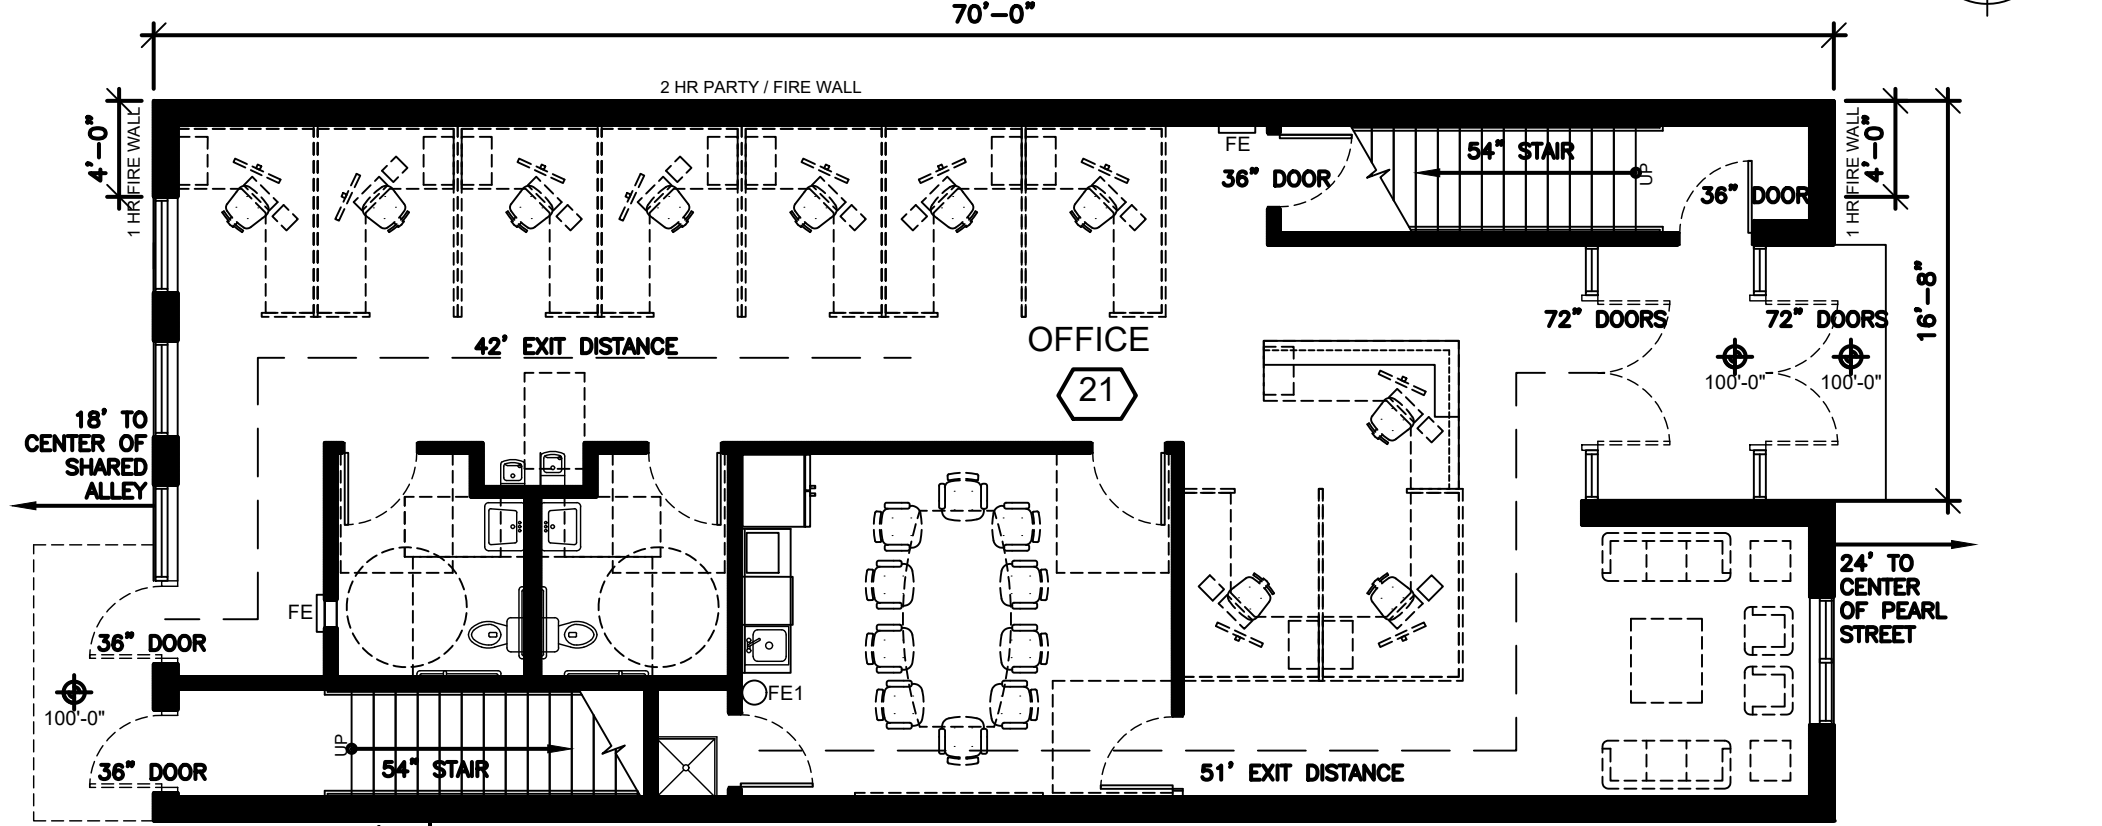 70'-0"
2 HR PARTY / FIRE WALL
4'-0"
1 HR FIRE WALL
FE
36" DOOR
54" STAIR
UP
36" DOOR
1 HR FIRE WALL
4'-0"
16'-8"
42' EXIT DISTANCE
OFFICE
21
72" DOORS
72" DOORS
100'-0"
100'-0"
18' TO
CENTER OF
SHARED
ALLEY
24' TO
CENTER
OF PEARL
STREET
FE
36" DOOR
100'-0"
FE1
UP
54" STAIR
36" DOOR
51' EXIT DISTANCE